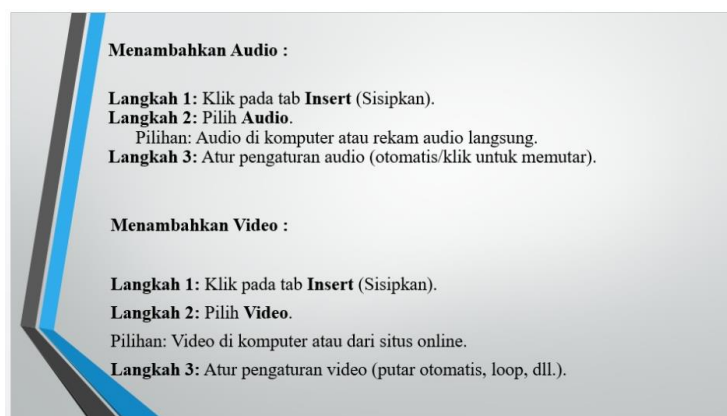 Menambahkan Audio :
Langkah 1: Klik pada tab Insert (Sisipkan).
Langkah 2: Pilih Audio.
Pilihan: Audio di komputer atau rekam audio langsung.
Langkah 3: Atur pengaturan audio (otomatis/klik untuk memutar).
Menambahkan Video :
Langkah 1: Klik pada tab Insert (Sisipkan).
Langkah 2: Pilih Video.
Pilihan: Video di komputer atau dari situs online.
Langkah 3: Atur pengaturan video (putar otomatis, loop, dll.).